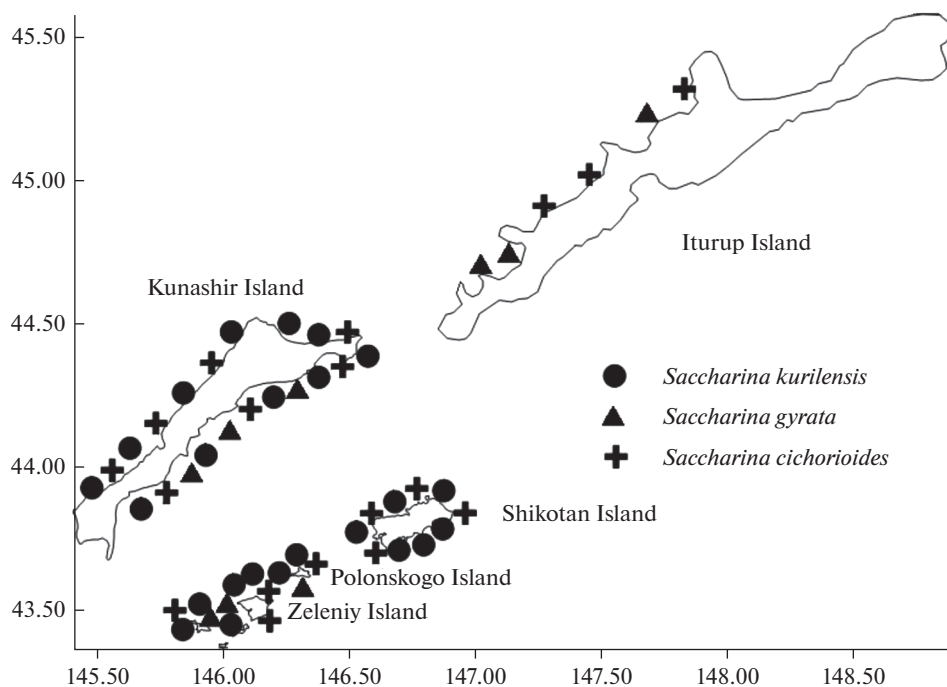 45.50
45.00
Iturup Island
Kunashir Island
44.50
Saccharina kurilensis
Saccharina gyrata
Saccharina cichorioides
44.00
Shikotan Island
Polonskogo Island
Zeleniy Island
43.50
145.50 146.00 146.50 147.00 147.50 148.00 148.50